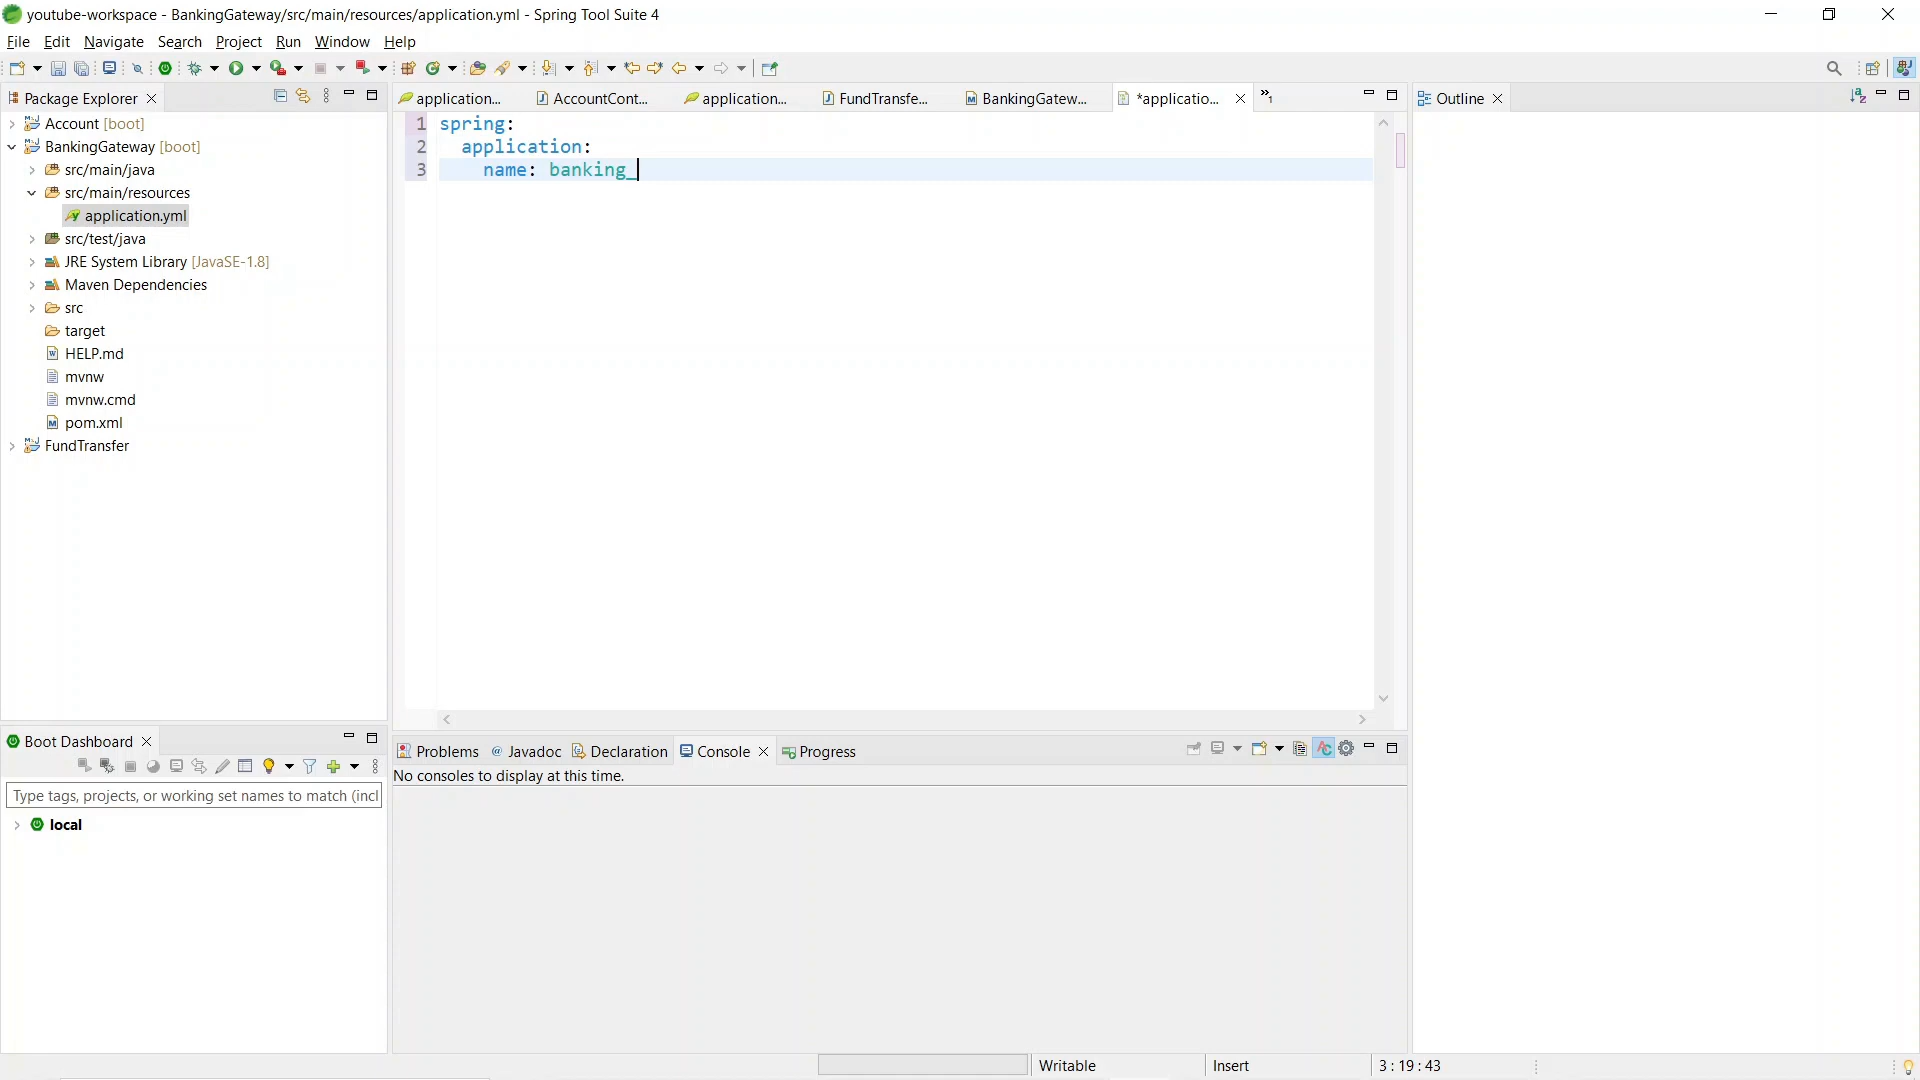 youtube-workspace - BankingGateway/src/main/resources/application.yml - Spring Tool Suite 4
File Edit Navigate Search Project Run Window Help
Package Explorer
application...
AccountCont...
application...
FundTransfe...
BankingGatew...
*applicatio...
»1
Outline
Account [boot]
BankingGateway [boot]
src/main/java
src/main/resources
application.yml
src/test/java
JRE System Library [JavaSE-1.8]
Maven Dependencies
src
target
HELP.md
mvnw
mvnw.cmd
pom.xml
FundTransfer
1 spring:
2 application:
3 name: banking_
Boot Dashboard
Type tags, projects, or working set names to match (incl
local
Problems @ Javadoc Declaration Console Progress
No consoles to display at this time.
Writable Insert 3 : 19 : 43